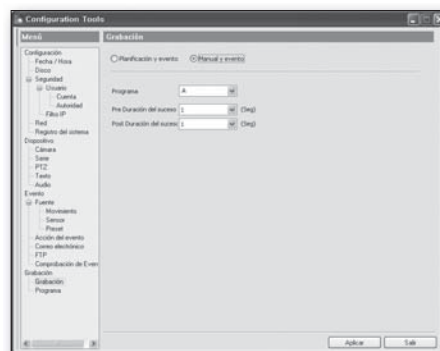 Configuration Tools
Menú
Configuración
Fecha / Hora
Disco
Seguridad
Usuario
Cuenta
Autoridad
Filtro IP
Red
Registro del sistema
Dispositivo
Cámara
Serie
PTZ
Texto
Audio
Evento
Fuente
Movimiento
Sensor
Preset
Acción del evento
Correo electrónico
FTP
Comprobación de Even
Grabación
Grabación
Programa
Grabación
Planificación y evento
Manual y evento
Programa A
Pre Duración del suceso 1 (Seg)
Post Duración del suceso 1 (Seg)
Aplicar
Salir